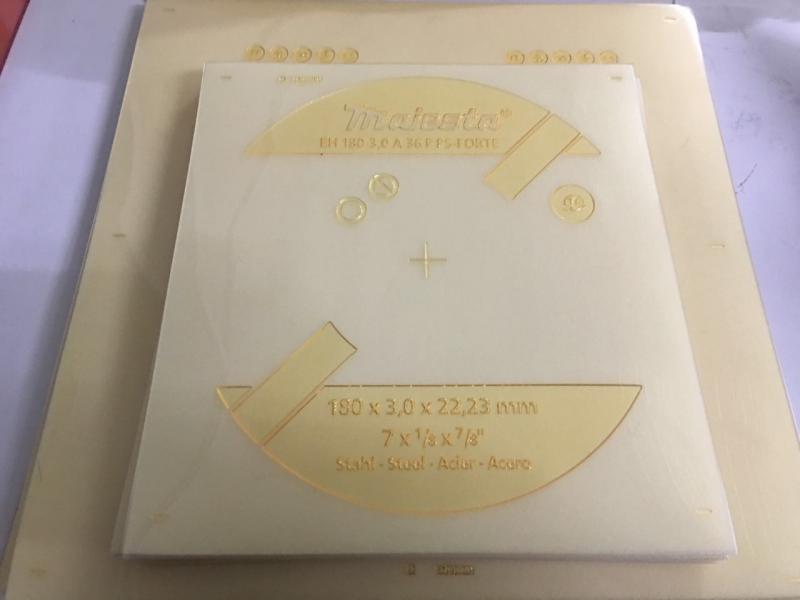 Majesta®
EH 180-3,0 A 36 P PS-FORTE
180 x 3,0 x 22,23 mm
7 x 1/8 x 7/8"
Stahl - Steel - Acier - Acero